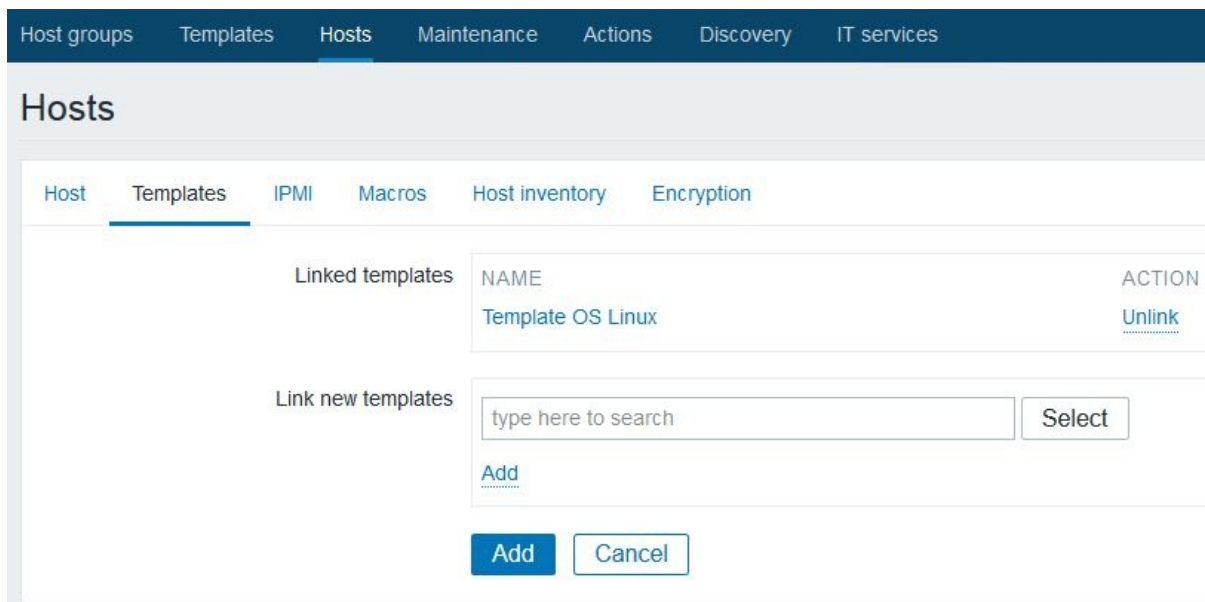 Host groups Templates Hosts Maintenance Actions Discovery IT services
Hosts
Host Templates IPMI Macros Host inventory Encryption
Linked templates NAME ACTION
Template OS Linux Unlink
Link new templates type here to search Select
Add
Add Cancel